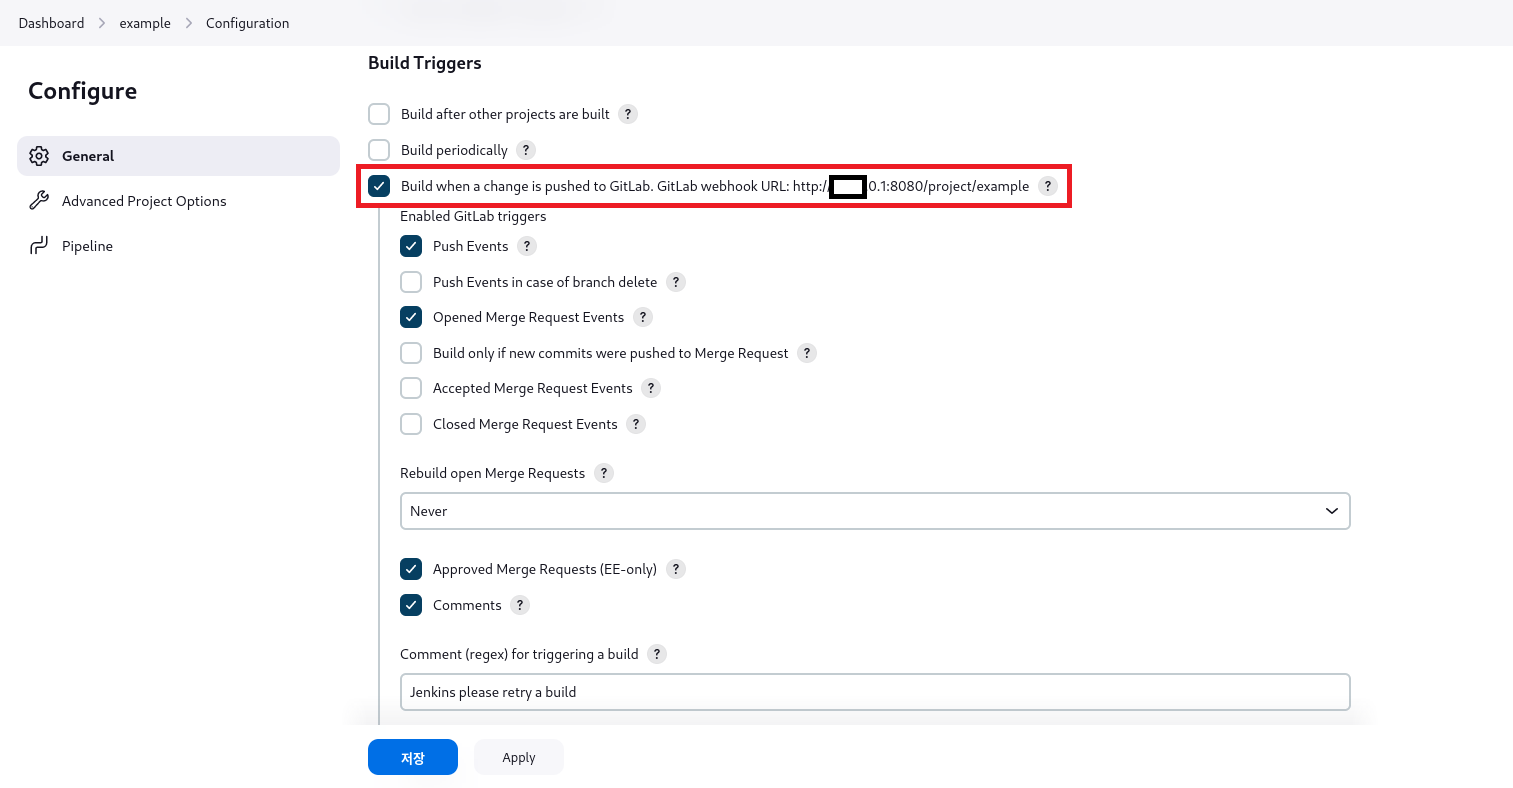 Dashboard > example > Configuration
Configure
General
Advanced Project Options
Pipeline
Build Triggers
Build after other projects are built ?
Build periodically ?
Build when a change is pushed to GitLab. GitLab webhook URL: http:/ 0.1:8080/project/example ?
Enabled GitLab triggers
Push Events ?
Push Events in case of branch delete ?
Opened Merge Request Events ?
Build only if new commits were pushed to Merge Request ?
Accepted Merge Request Events ?
Closed Merge Request Events ?
Rebuild open Merge Requests ?
Never
Approved Merge Requests (EE-only) ?
Comments ?
Comment (regex) for triggering a build ?
Jenkins please retry a build
저장 Apply